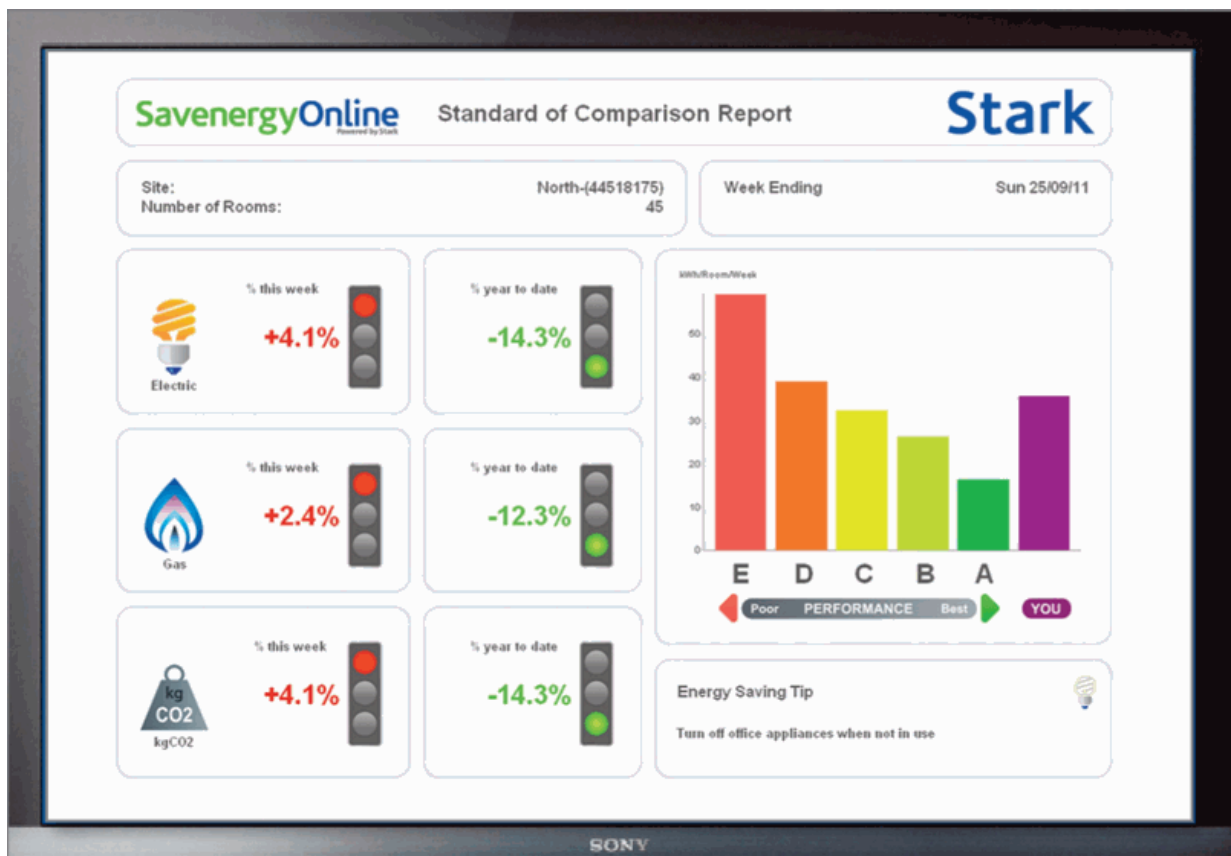 SavenergyOnline
Powered by Stark
Standard of Comparison Report
Stark
Site: North-(44518175)
Number of Rooms: 45
Week Ending Sun 25/09/11
% this week
+4.1%
Electric
% year to date
-14.3%
% this week
+2.4%
Gas
% year to date
-12.3%
% this week
+4.1%
kg
CO2
kgCO2
% year to date
-14.3%
kWh/Room/Week
50
40
30
20
10
0
E D C B A
Poor PERFORMANCE Best YOU
Energy Saving Tip
Turn off office appliances when not in use
SONY